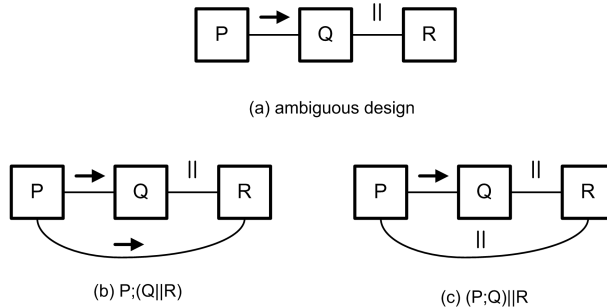 P Q || R
(a) ambiguous design
P Q || R
(b) P;(Q||R)
P Q || R
||
(c) (P;Q)||R